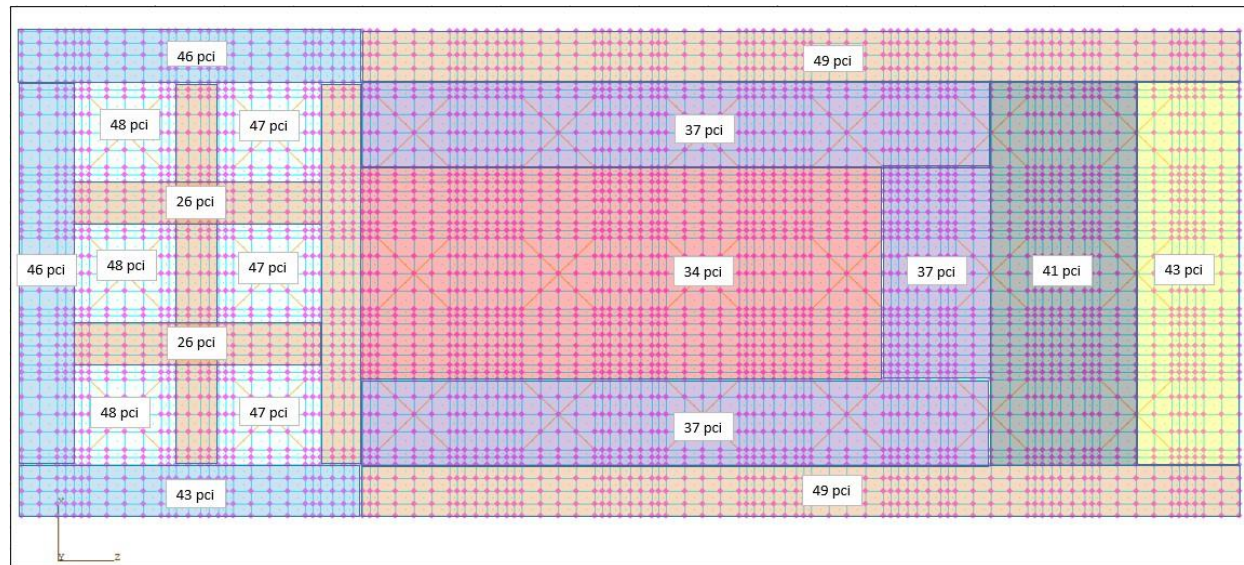 46 pci
49 pci
48 pci
47 pci
37 pci
26 pci
46 pci
48 pci
47 pci
34 pci
37 pci
41 pci
43 pci
26 pci
48 pci
47 pci
37 pci
43 pci
49 pci
X
Y
Z